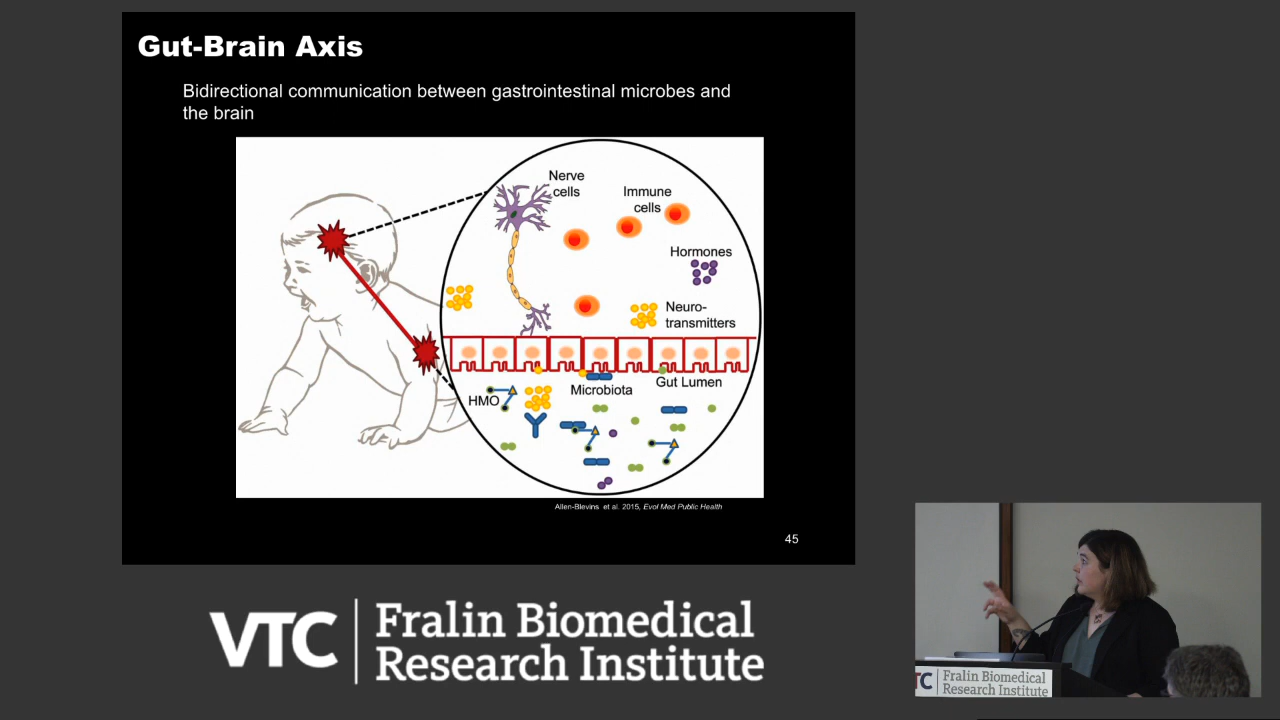 Gut-Brain Axis
Bidirectional communication between gastrointestinal microbes and
the brain
Nerve
cells
Immune
cells
Hormones
Neuro-
transmitters
HMO
Microbiota
Gut Lumen
Allen-Blevins et al. 2015, Evol Med Public Health
45
VTC
Fralin Biomedical
Research Institute
TC
Fralin Biomedical
Research Institute